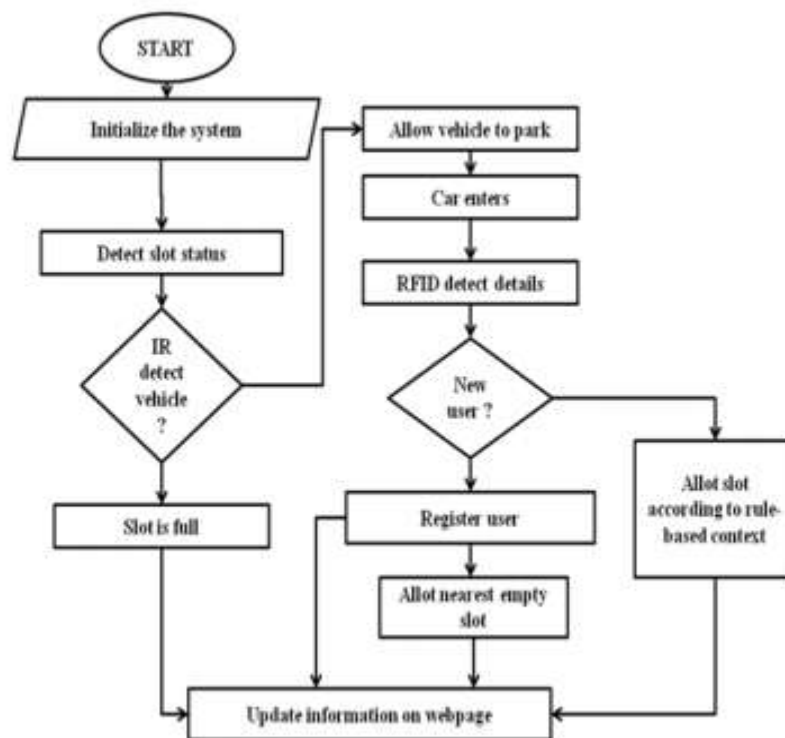 START
Initialize the system
Detect slot status
IR
detect
vehicle
?
Slot is full
Allow vehicle to park
Car enters
RFID detect details
New
user ?
Register user
Allot nearest empty
slot
Allot slot
according to rule-
based context
Update information on webpage